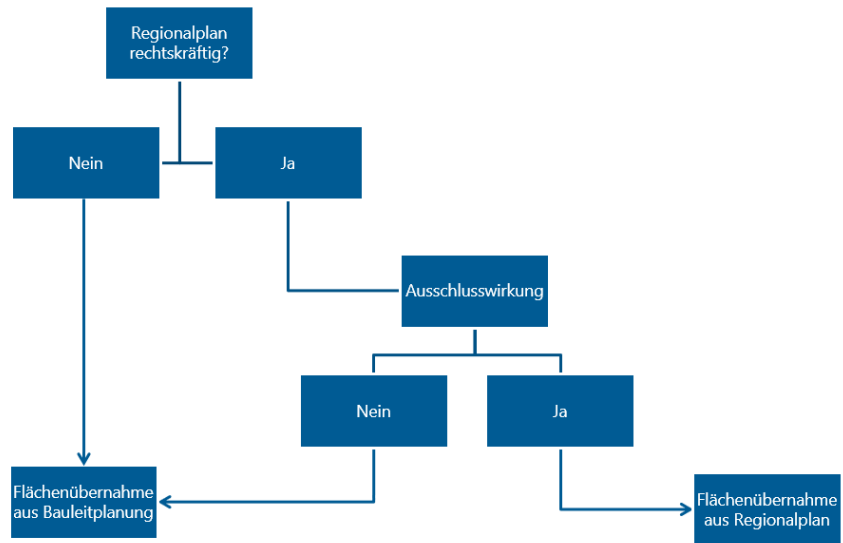 Regionalplan
rechtskräftig?
Nein
Ja
Ausschlusswirkung
Nein
Ja
Flächenübernahme
aus Bauleitplanung
Flächenübernahme
aus Regionalplan